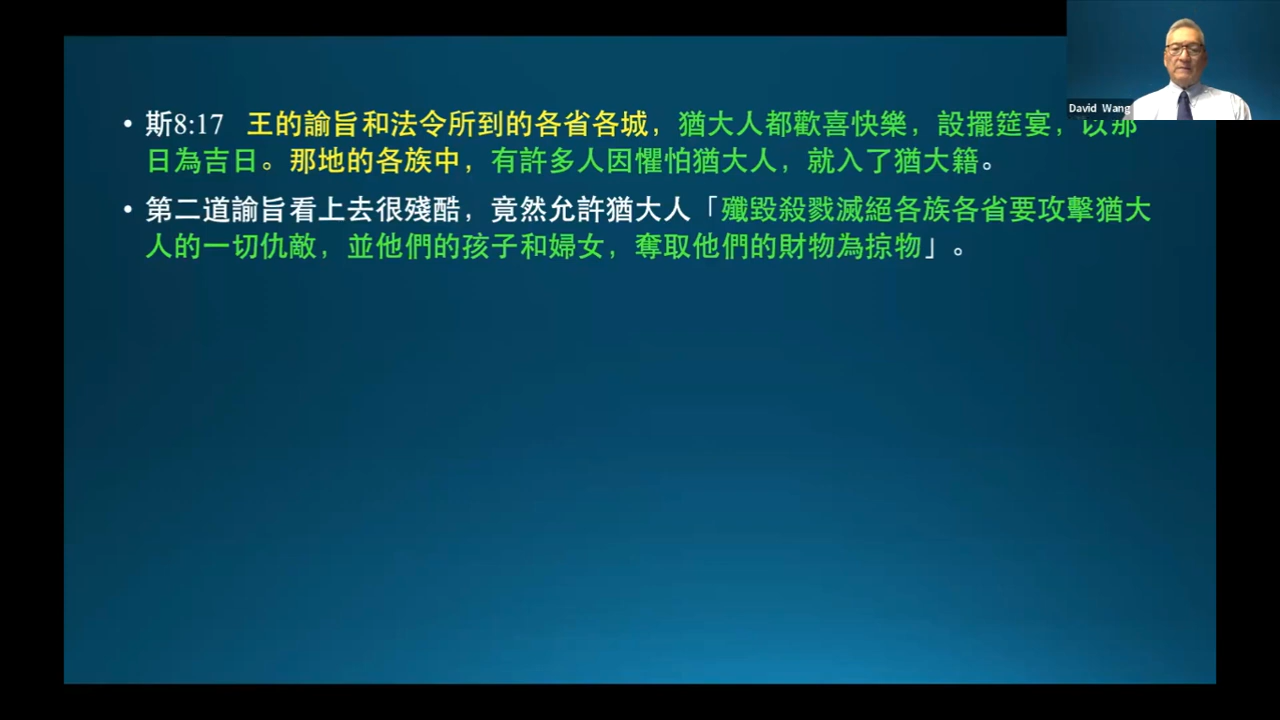 David Wang
• 斯8:17 王的諭旨和法令所到的各省各城，猶大人都歡喜快樂，設擺筵宴，以那
日為吉日。那地的各族中，有許多人因懼怕猶大人，就入了猶大籍。
• 第二道諭旨看上去很殘酷，竟然允許猶大人「殲毀殺戮滅絕各族各省要攻擊猶大
人的一切仇敵，並他們的孩子和婦女，奪取他們的財物為掠物」。